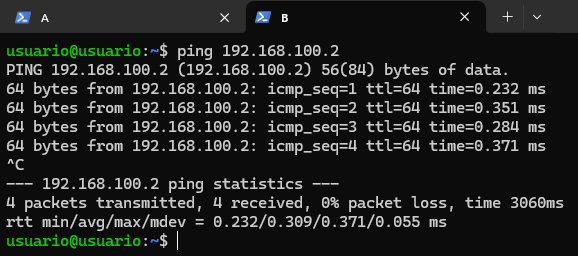 A
B
usuario@usuario:~$ ping 192.168.100.2
PING 192.168.100.2 (192.168.100.2) 56(84) bytes of data.
64 bytes from 192.168.100.2: icmp_seq=1 ttl=64 time=0.232 ms
64 bytes from 192.168.100.2: icmp_seq=2 ttl=64 time=0.351 ms
64 bytes from 192.168.100.2: icmp_seq=3 ttl=64 time=0.284 ms
64 bytes from 192.168.100.2: icmp_seq=4 ttl=64 time=0.371 ms
^C
--- 192.168.100.2 ping statistics ---
4 packets transmitted, 4 received, 0% packet loss, time 3060ms
rtt min/avg/max/mdev = 0.232/0.309/0.371/0.055 ms
usuario@usuario:~$